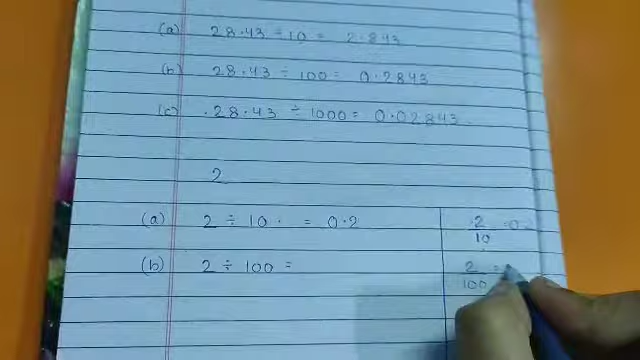 (a) 28.43 ÷ 10 = 2.843
(b) 28.43 ÷ 100 = 0.2843
(c) .28.43 ÷ 1000 = 0.02843
2
(a) 2 ÷ 10. = 0.2
2/10 = 0.
(b) 2 ÷ 100 =
2/100 =